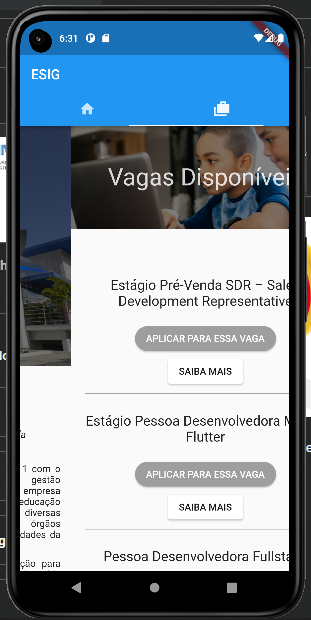 6:31
DEBUG
ESIG
Vagas Disponívei
Estágio Pré-Venda SDR – Sale
Development Representative
APLICAR PARA ESSA VAGA
SAIBA MAIS
Estágio Pessoa Desenvolvedora M
Flutter
APLICAR PARA ESSA VAGA
SAIBA MAIS
Pessoa Desenvolvedora Fullsta
1 com o
gestão
empresa
educação
diversas
órgãos
dades da
ção para